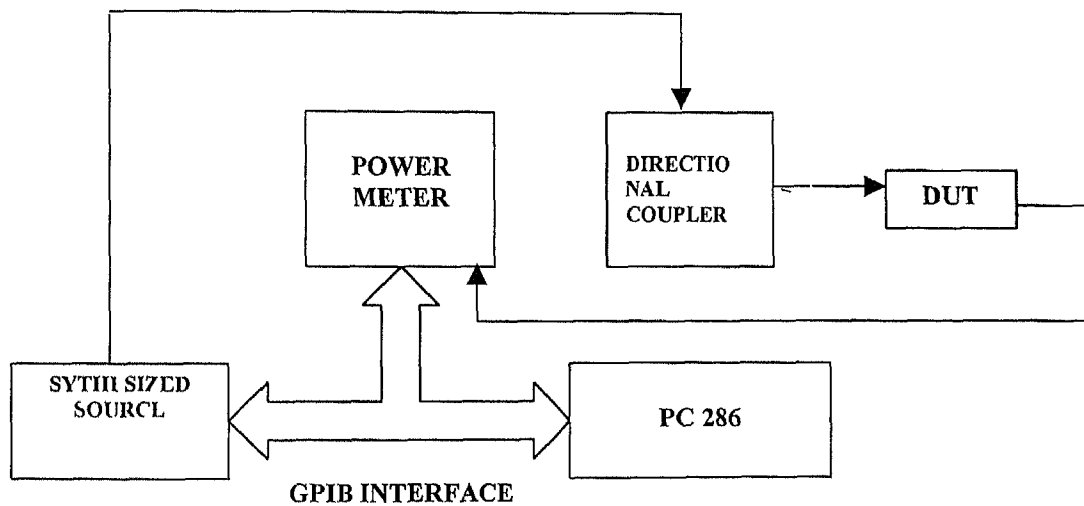 POWER
METER
DIRECTIO
NAL
COUPLER
DUT
SYTHI SIZED
SOURCL
PC 286
GPIB INTERFACE